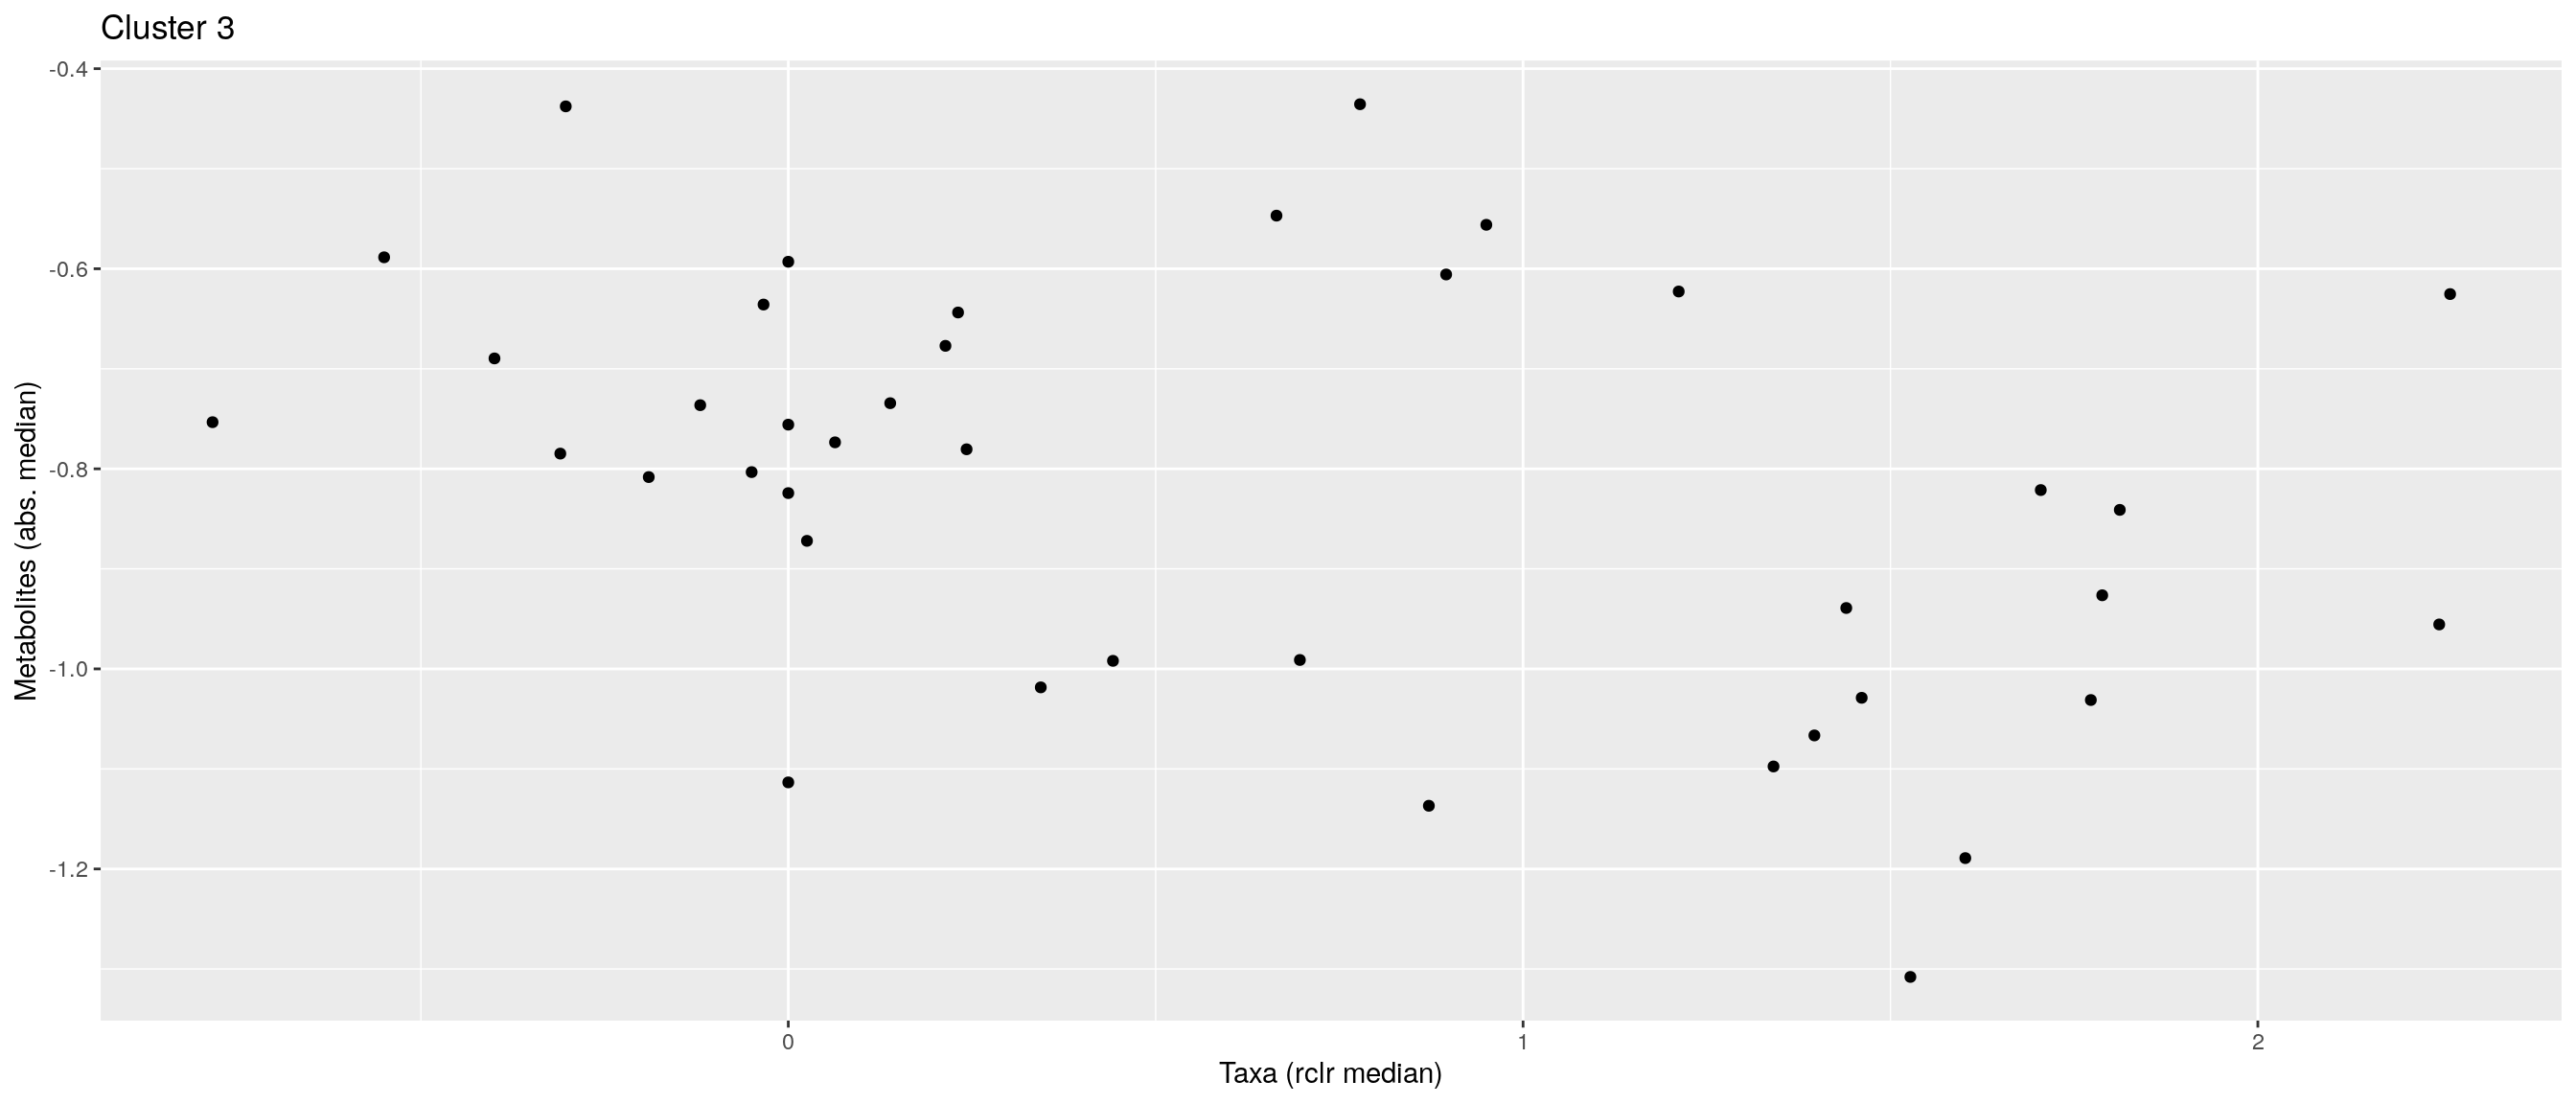 Cluster 3
Metabolites (abs. median)
-0.4
-0.6
-0.8
-1.0
-1.2
0 1 2
Taxa (rclr median)